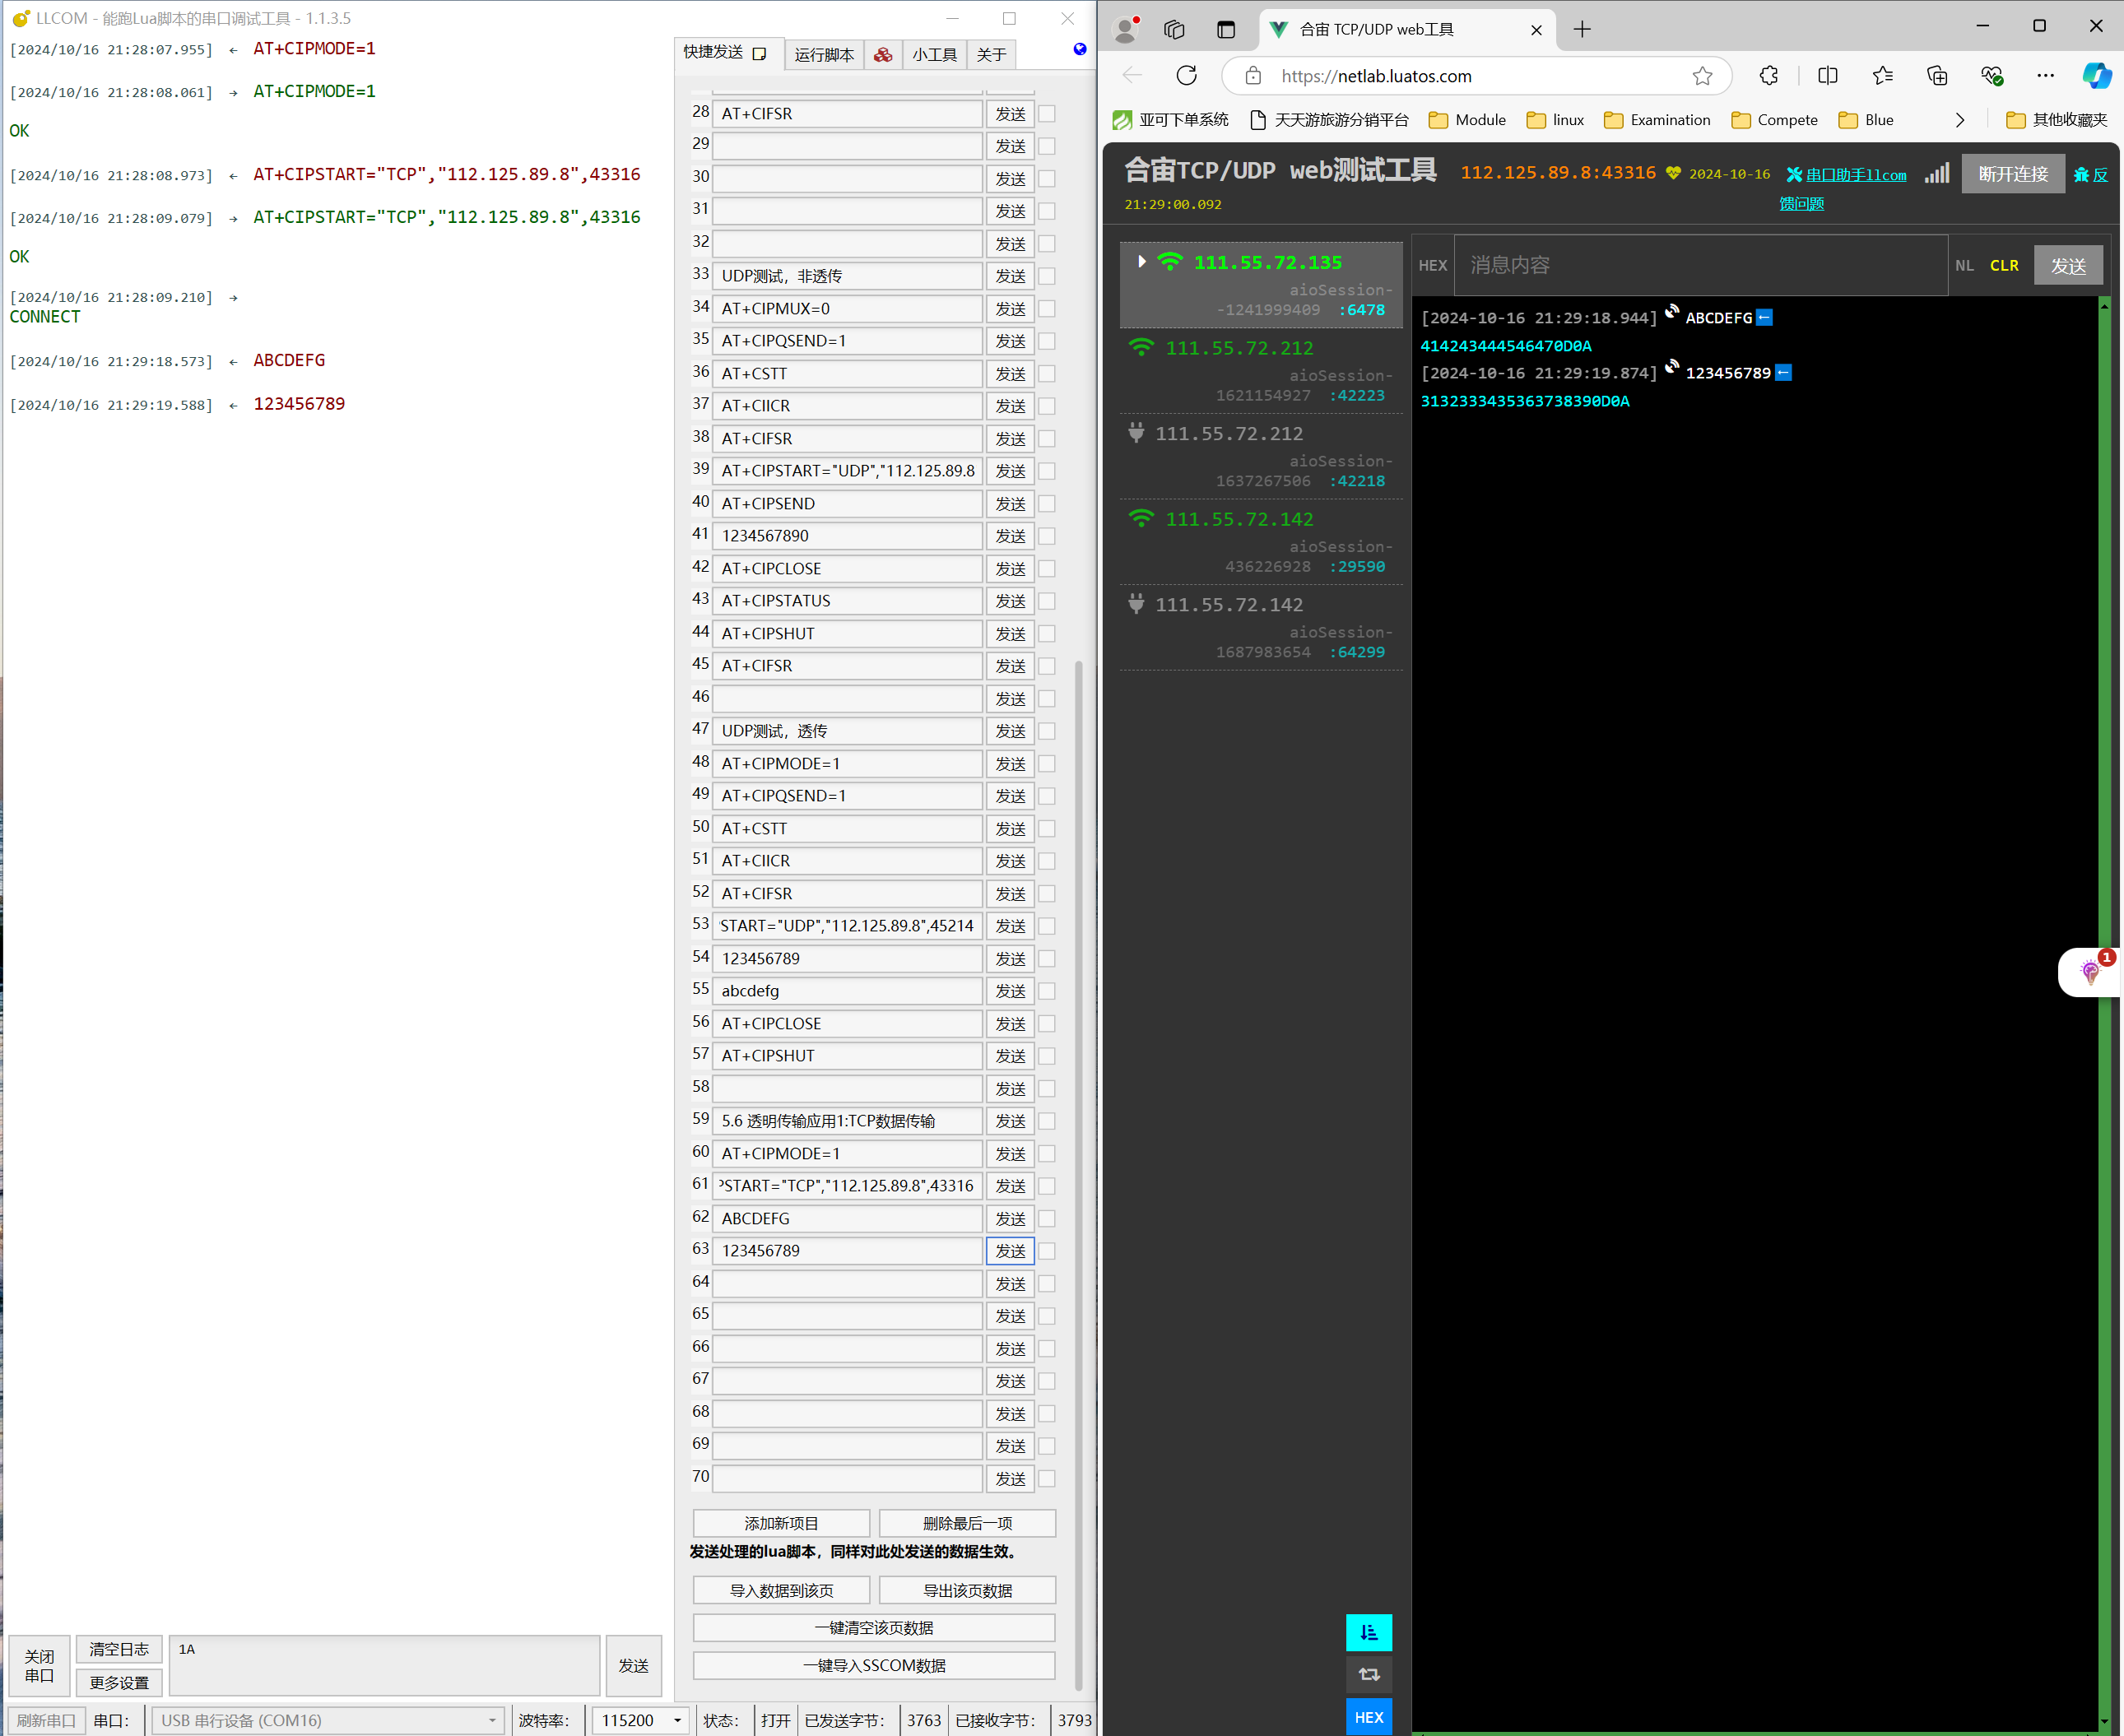 LLCOM - 能跑Lua脚本的串口调试工具 - 1.1.3.5
[2024/10/16 21:28:07.955] ← AT+CIPMODE=1
[2024/10/16 21:28:08.061] → AT+CIPMODE=1
OK
[2024/10/16 21:28:08.973] ← AT+CIPSTART="TCP","112.125.89.8",43316
[2024/10/16 21:28:09.079] → AT+CIPSTART="TCP","112.125.89.8",43316
OK
[2024/10/16 21:28:09.210] →
CONNECT
[2024/10/16 21:29:18.573] ← ABCDEFG
[2024/10/16 21:29:19.588] ← 123456789
快捷发送 运行脚本 小工具 关于
28 AT+CIFSR 发送
29 发送
30 发送
31 发送
32 发送
33 UDP测试，非透传 发送
34 AT+CIPMUX=0 发送
35 AT+CIPQSEND=1 发送
36 AT+CSTT 发送
37 AT+CIICR 发送
38 AT+CIFSR 发送
39 AT+CIPSTART="UDP","112.125.89.8 发送
40 AT+CIPSEND 发送
41 1234567890 发送
42 AT+CIPCLOSE 发送
43 AT+CIPSTATUS 发送
44 AT+CIPSHUT 发送
45 AT+CIFSR 发送
46 发送
47 UDP测试，透传 发送
48 AT+CIPMODE=1 发送
49 AT+CIPQSEND=1 发送
50 AT+CSTT 发送
51 AT+CIICR 发送
52 AT+CIFSR 发送
53 START="UDP","112.125.89.8",45214 发送
54 123456789 发送
55 abcdefg 发送
56 AT+CIPCLOSE 发送
57 AT+CIPSHUT 发送
58 发送
59 5.6 透明传输应用1:TCP数据传输 发送
60 AT+CIPMODE=1 发送
61 PSTART="TCP","112.125.89.8",43316 发送
62 ABCDEFG 发送
63 123456789 发送
64 发送
65 发送
66 发送
67 发送
68 发送
69 发送
70 发送
添加新项目 删除最后一项
发送处理的lua脚本，同样对此处发送的数据生效。
导入数据到该页 导出该页数据
一键清空该页数据
一键导入SSCOM数据
关闭串口 清空日志 更多设置 1A 发送
刷新串口 串口： USB 串行设备 (COM16) 波特率： 115200 状态： 打开 已发送字节： 3763 已接收字节： 3793
合宙 TCP/UDP web工具
https://netlab.luatos.com
亚可下单系统 天天游旅游分销平台 Module linux Examination Compete Blue 其他收藏夹
合宙TCP/UDP web测试工具 112.125.89.8:43316 2024-10-16 21:29:00.092 串口助手llcom 断开连接 反馈问题
111.55.72.135
aioSession-
-1241999409 :6478
111.55.72.212
aioSession-
1621154927 :42223
111.55.72.212
aioSession-
1637267506 :42218
111.55.72.142
aioSession-
436226928 :29590
111.55.72.142
aioSession-
1687983654 :64299
HEX 消息内容 NL CLR 发送
[2024-10-16 21:29:18.944] ABCDEFG←
414243444546470D0A
[2024-10-16 21:29:19.874] 123456789←
3132333435363738390D0A
1
HEX